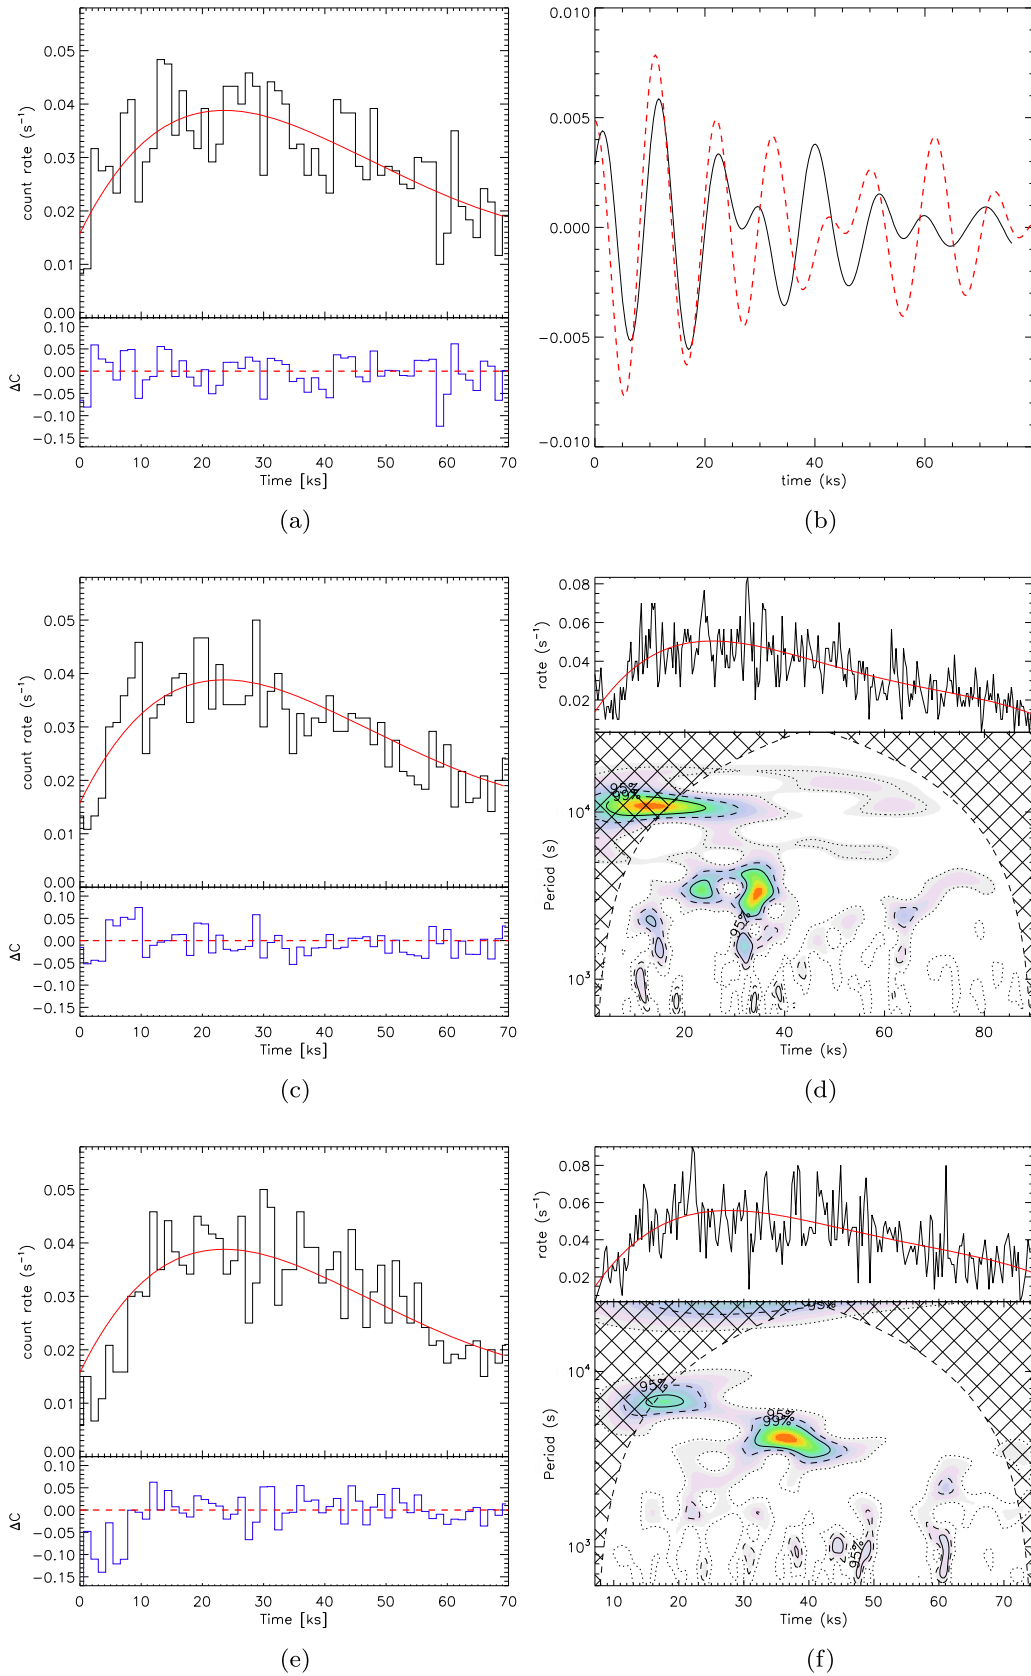 0.05
0.04
0.03
0.02
0.01
0.00
count rate (s⁻¹)
0.10
0.05
0.00
−0.05
−0.10
−0.15
ΔC
0 10 20 30 40 50 60 70
Time [ks]
(a)
0.010
0.005
0.000
−0.005
−0.010
0 20 40 60
time (ks)
(b)
0.05
0.04
0.03
0.02
0.01
0.00
count rate (s⁻¹)
0.10
0.05
0.00
−0.05
−0.10
−0.15
ΔC
0 10 20 30 40 50 60 70
Time [ks]
(c)
0.08
0.06
0.04
0.02
rate (s⁻¹)
95%
99%
95%
10⁴
10³
Period (s)
20 40 60 80
Time (ks)
(d)
0.05
0.04
0.03
0.02
0.01
0.00
count rate (s⁻¹)
0.10
0.05
0.00
−0.05
−0.10
−0.15
ΔC
0 10 20 30 40 50 60 70
Time [ks]
(e)
0.08
0.06
0.04
0.02
rate (s⁻¹)
95%
95%
95%
99%
95%
10⁴
10³
Period (s)
10 20 30 40 50 60 70
Time (ks)
(f)